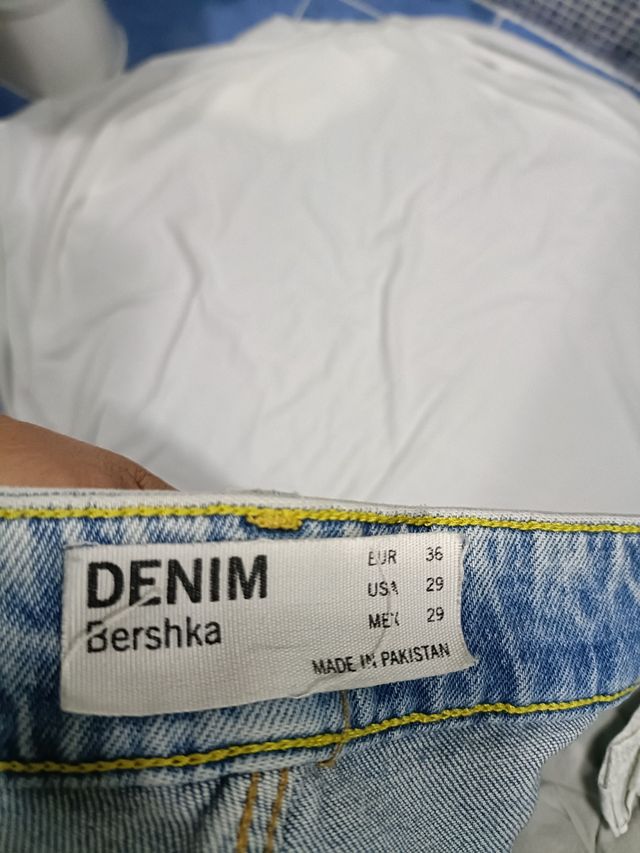 DENIM
Bershka
EUR 36
USA 29
MEX 29
MADE IN PAKISTAN